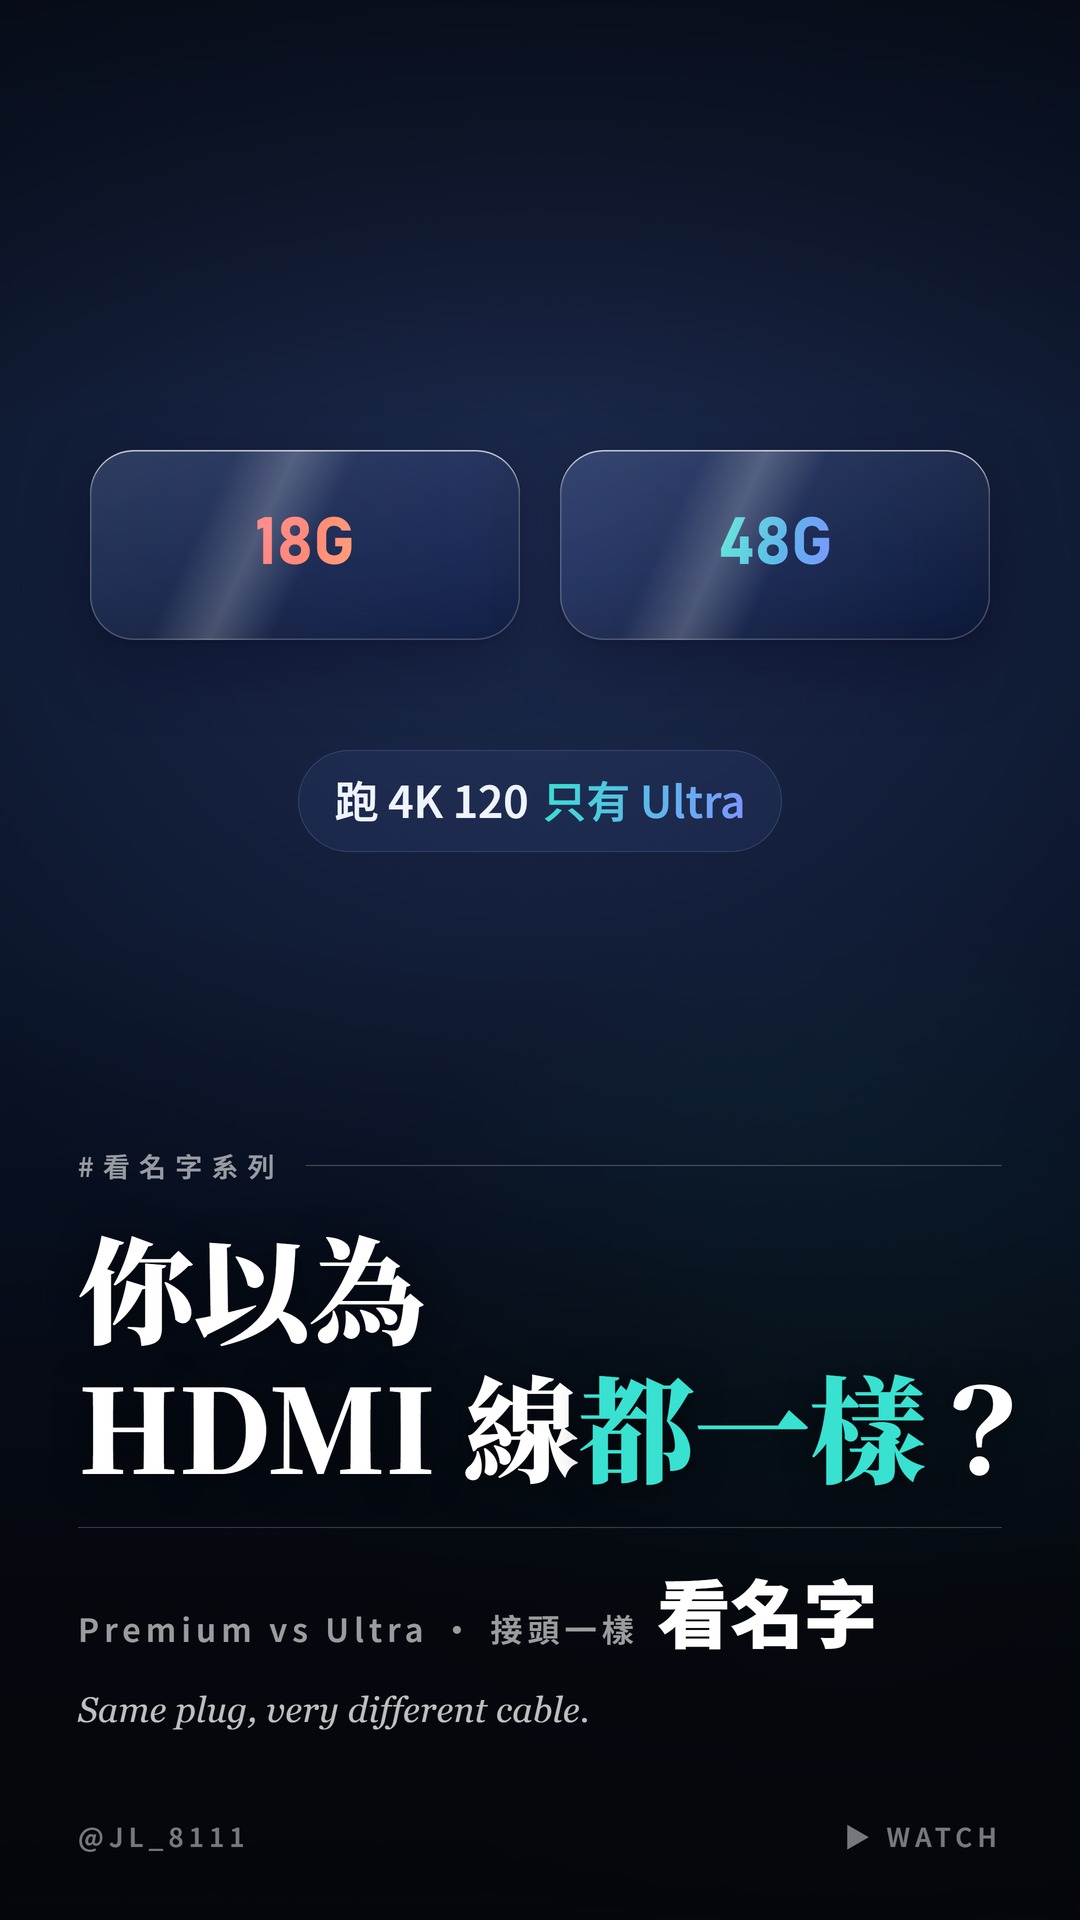 18G
48G
跑 4K 120 只有 Ultra
#看名字系列
你以為
HDMI 線都一樣？
Premium vs Ultra · 接頭一樣 看名字
Same plug, very different cable.
@JL_8111
▶ WATCH